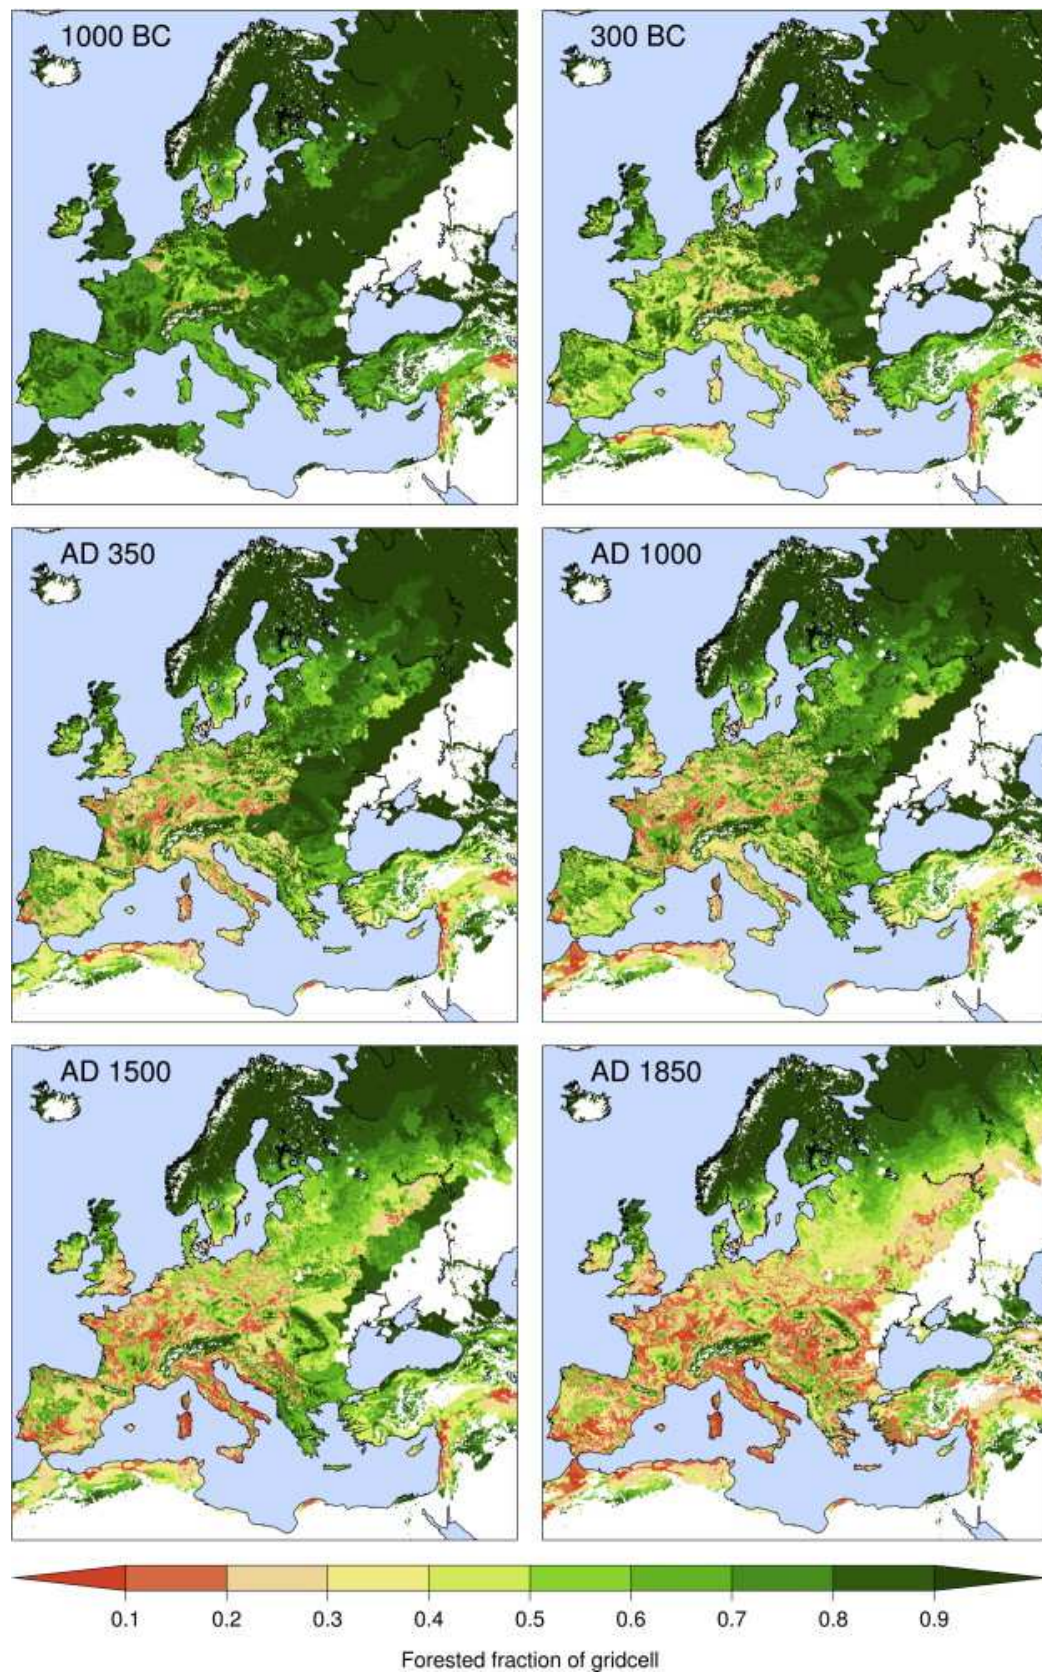 1000 BC
300 BC
AD 350
AD 1000
AD 1500
AD 1850
0.1 0.2 0.3 0.4 0.5 0.6 0.7 0.8 0.9
Forested fraction of gridcell